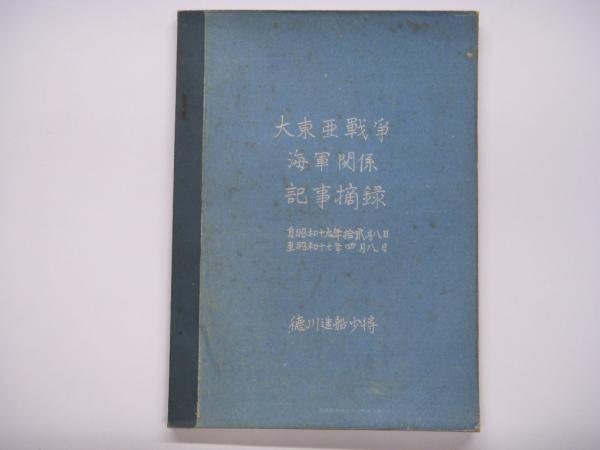 大東亜戦争
海軍関係
記事摘録
自昭和十六年拾弐月八日
至昭和十七年四月八日
徳川造船少将